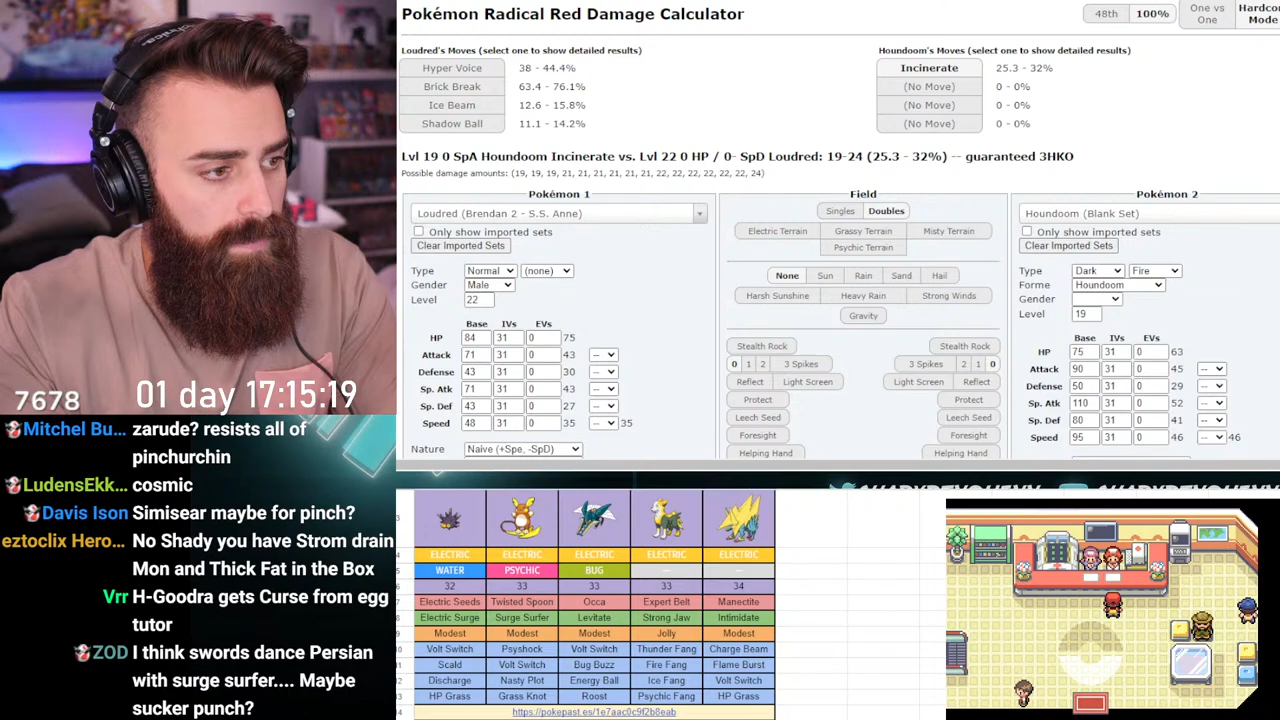 Pokémon Radical Red Damage Calculator
48th 100% One vs One Hardco Mode
Loudred's Moves (select one to show detailed results)
Houndoom's Moves (select one to show detailed results)
Hyper Voice 38 - 44.4% Incinerate 25.3 - 32%
Brick Break 63.4 - 76.1% (No Move) 0 - 0%
Ice Beam 12.6 - 15.8% (No Move) 0 - 0%
Shadow Ball 11.1 - 14.2% (No Move) 0 - 0%
Lvl 19 0 SpA Houndoom Incinerate vs. Lvl 22 0 HP / 0- SpD Loudred: 19-24 (25.3 - 32%) -- guaranteed 3HKO
Possible damage amounts: (19, 19, 19, 21, 21, 21, 21, 21, 21, 22, 22, 22, 22, 22, 22, 24)
Pokémon 1
Loudred (Brendan 2 - S.S. Anne)
Only show imported sets
Clear Imported Sets
Type Normal (none)
Gender Male
Level 22
Base IVs EVs
HP 84 31 0 75
Attack 71 31 0 43 --
Defense 43 31 0 30 --
Sp. Atk 71 31 0 43 --
Sp. Def 43 31 0 27 --
Speed 48 31 0 35 -- 35
Nature Naive (+Spe, -SpD)
Field
Singles Doubles
Electric Terrain Grassy Terrain Misty Terrain
Psychic Terrain
None Sun Rain Sand Hail
Harsh Sunshine Heavy Rain Strong Winds
Gravity
Stealth Rock Stealth Rock
0 1 2 3 Spikes 3 Spikes 2 1 0
Reflect Light Screen Light Screen Reflect
Protect Protect
Leech Seed Leech Seed
Foresight Foresight
Helping Hand Helping Hand
Pokémon 2
Houndoom (Blank Set)
Only show imported sets
Clear Imported Sets
Type Dark Fire
Forme Houndoom
Gender
Level 19
Base IVs EVs
HP 75 31 0 63
Attack 90 31 0 45 --
Defense 50 31 0 29 --
Sp. Atk 110 31 0 52 --
Sp. Def 80 31 0 41 --
Speed 95 31 0 46 -- 46
7678 01 day 17:15:19
Mitchel Bu... zarude? resists all of
pinchurchin
LudensEkk... cosmic
Davis Ison Simisear maybe for pinch?
eztoclix Hero... No Shady you have Strom drain
Mon and Thick Fat in the Box
Vrr H-Goodra gets Curse from egg
tutor
ZOD I think swords dance Persian
with surge surfer.... Maybe
sucker punch?
ELECTRIC ELECTRIC ELECTRIC ELECTRIC ELECTRIC
WATER PSYCHIC BUG --- ---
32 33 33 33 34
Electric Seeds Twisted Spoon Occa Expert Belt Manectite
Electric Surge Surge Surfer Levitate Strong Jaw Intimidate
Modest Modest Modest Jolly Modest
Volt Switch Psyshock Volt Switch Thunder Fang Charge Beam
Scald Volt Switch Bug Buzz Fire Fang Flame Burst
Discharge Nasty Plot Energy Ball Ice Fang Volt Switch
HP Grass Grass Knot Roost Psychic Fang HP Grass
https://pokepast.es/1e7aac0c9f2b8eab